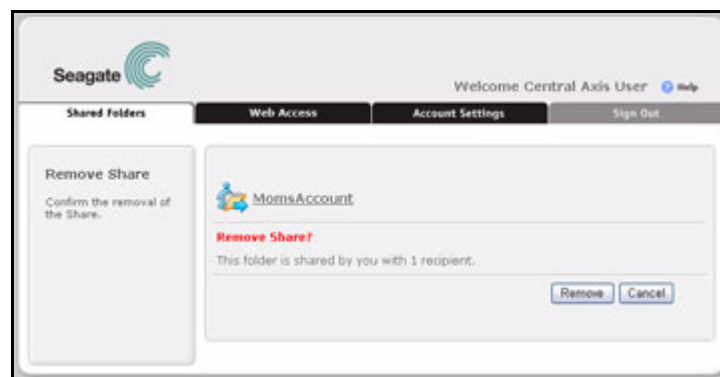 Seagate
Welcome Central Axis User Help
Shared Folders Web Access Account Settings Sign Out
Remove Share
Confirm the removal of
the Share.
MomsAccount
Remove Share?
This folder is shared by you with 1 recipient.
Remove Cancel